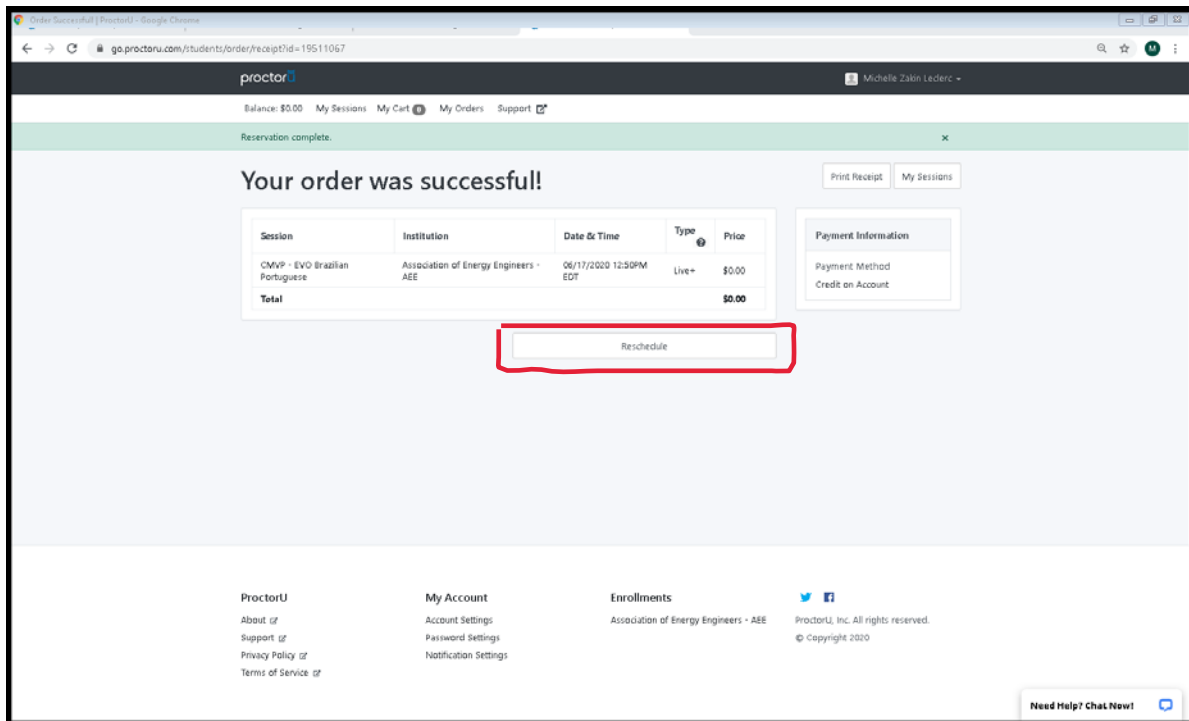 Order Successful | ProctorU - Google Chrome
go.proctoru.com/students/order/receipt?id=19511067
M
proctorU
Michelle Zakin Leclerc
Balance: $0.00 My Sessions My Cart 0 My Orders Support
Reservation complete.
×
Your order was successful!
Print Receipt
My Sessions
Session Institution Date & Time Type Price
CMVP - EVO Brazilian Portuguese
Association of Energy Engineers - AEE
06/17/2020 12:50PM EDT
Live+
$0.00
Total $0.00
Payment Information
Payment Method
Credit on Account
Reschedule
ProctorU
About
Support
Privacy Policy
Terms of Service
My Account
Account Settings
Password Settings
Notification Settings
Enrollments
Association of Energy Engineers - AEE
ProctorU, Inc. All rights reserved.
© Copyright 2020
Need Help? Chat Now!